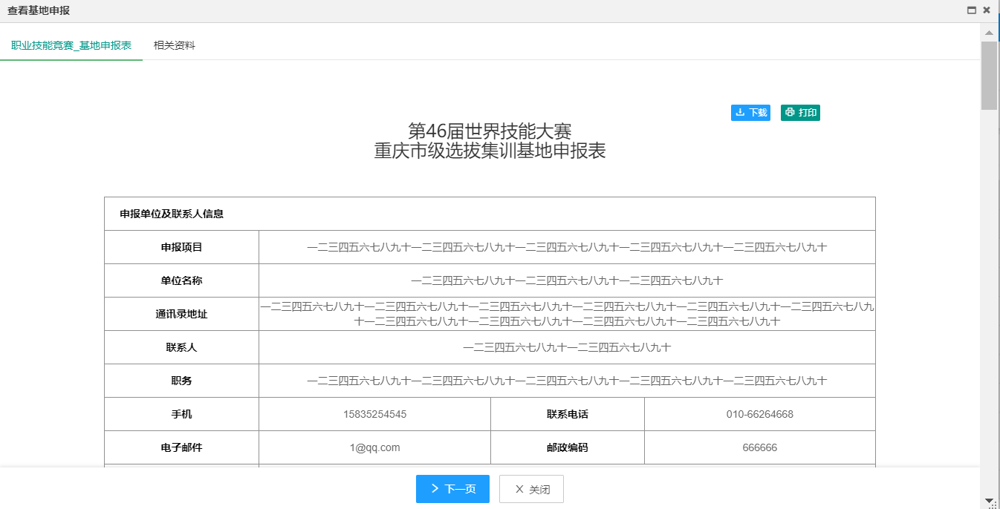 查看基地申报
职业技能竞赛_基地申报表 相关资料
下载 打印
第46届世界技能大赛
重庆市级选拔集训基地申报表
申报单位及联系人信息
申报项目 一二三四五六七八九十一二三四五六七八九十一二三四五六七八九十一二三四五六七八九十一二三四五六七八九十
单位名称 一二三四五六七八九十一二三四五六七八九十一二三四五六七八九十
通讯录地址 一二三四五六七八九十一二三四五六七八九十一二三四五六七八九十一二三四五六七八九十一二三四五六七八九十一二三四五六七八九
十一二三四五六七八九十一二三四五六七八九十一二三四五六七八九十一二三四五六七八九十
联系人 一二三四五六七八九十一二三四五六七八九十
职务 一二三四五六七八九十一二三四五六七八九十一二三四五六七八九十一二三四五六七八九十一二三四五六七八九十
手机 15835254545 联系电话 010-66264668
电子邮件 1@qq.com 邮政编码 666666
下一页 关闭